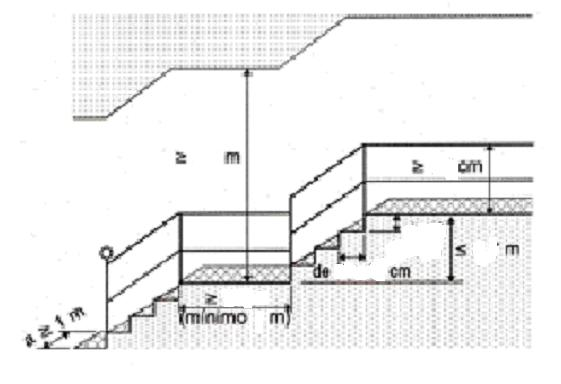 ≥ m
≥ cm
≤ m
de cm
≥
(mínimo m)
a ≥ 1 m